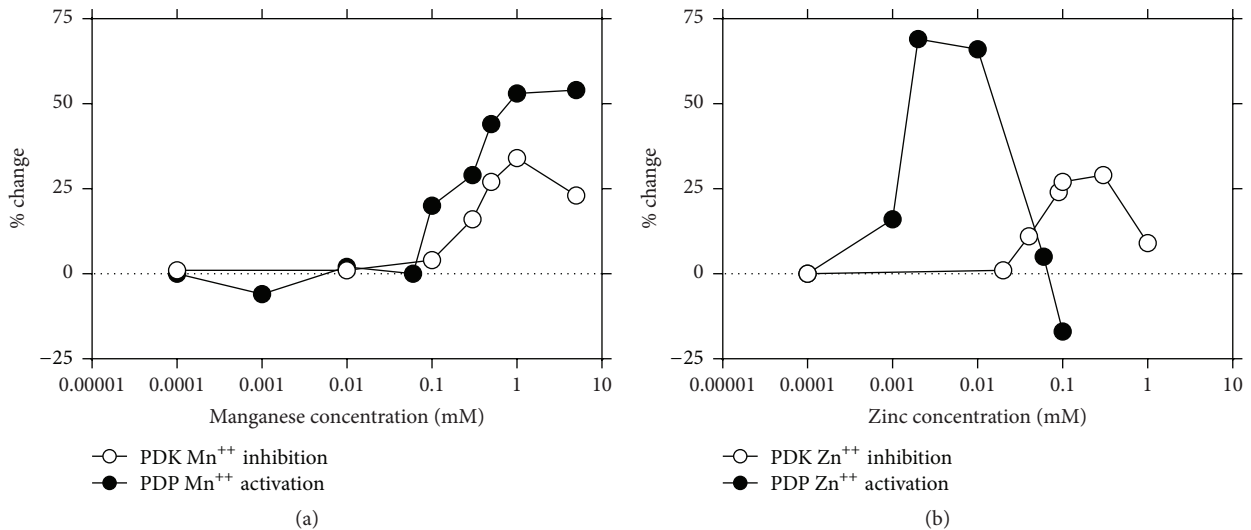 75
50
25
0
−25
% change
0.00001 0.0001 0.001 0.01 0.1 1 10
Manganese concentration (mM)
PDK Mn++ inhibition
PDP Mn++ activation
(a)
75
50
25
0
−25
% change
0.00001 0.0001 0.001 0.01 0.1 1 10
Zinc concentration (mM)
PDK Zn++ inhibition
PDP Zn++ activation
(b)